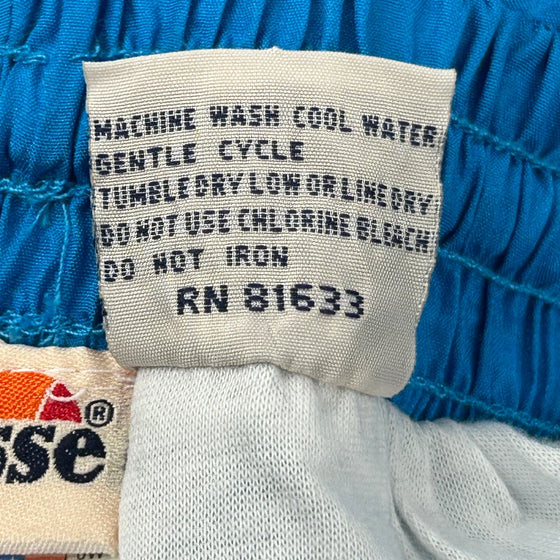 MACHINE WASH COOL WATER
GENTLE CYCLE
TUMBLE DRY LOW OR LINE DRY
DO NOT USE CHLORINE BLEACH
DO NOT IRON
RN 81633
sse ®